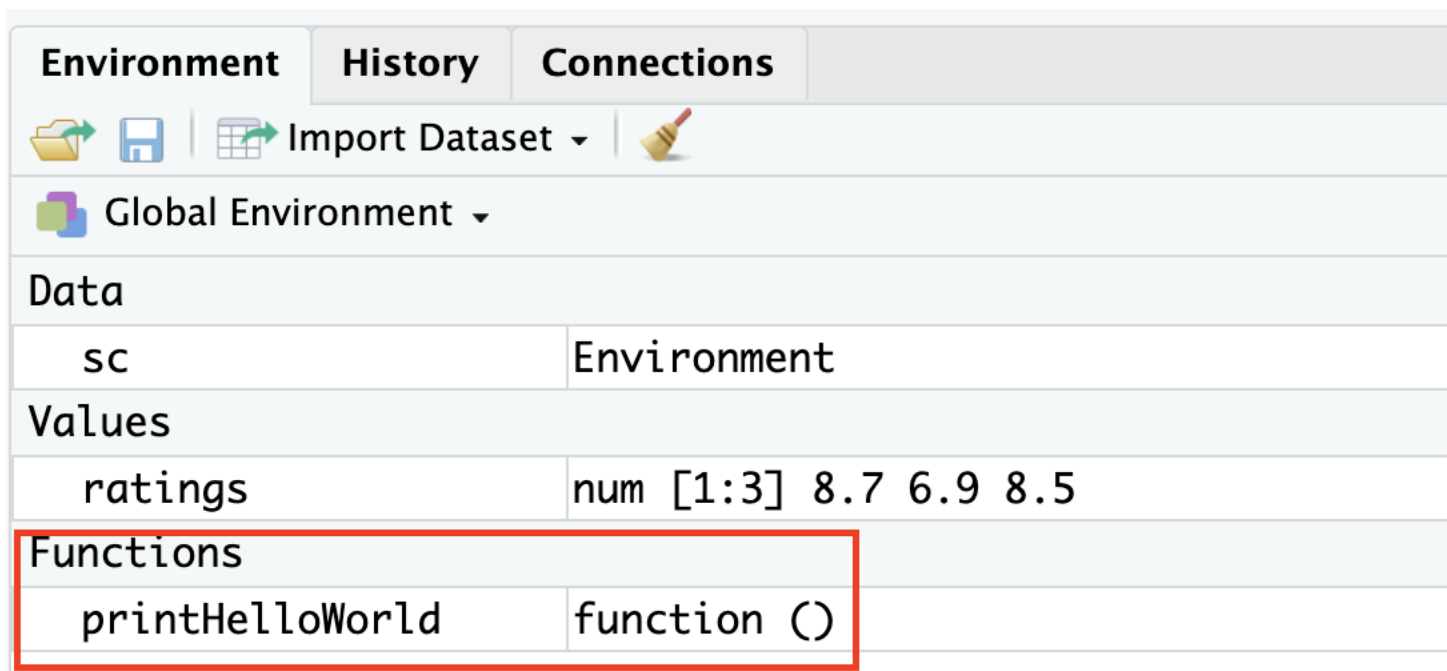 Environment History Connections
Import Dataset
Global Environment
Data
sc Environment
Values
ratings num [1:3] 8.7 6.9 8.5
Functions
printHelloWorld function ()